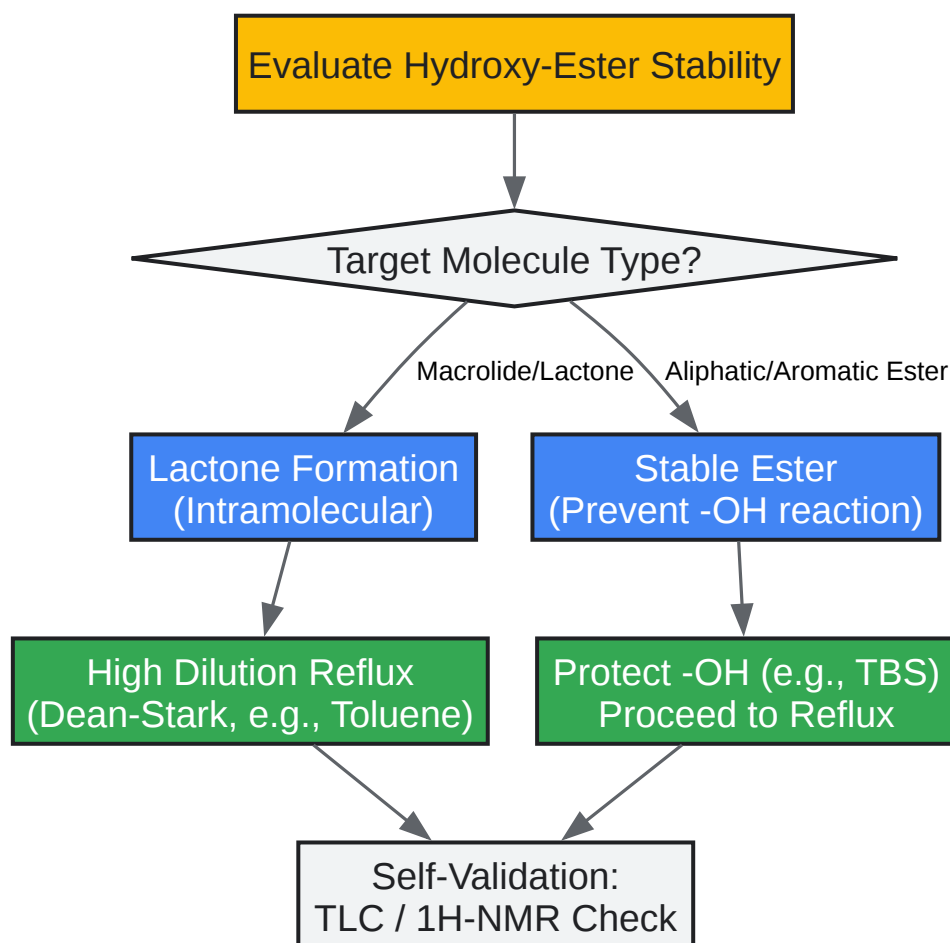 Evaluate Hydroxy-Ester Stability
Target Molecule Type?
Macrolide/Lactone
Aliphatic/Aromatic Ester
Lactone Formation
(Intramolecular)
Stable Ester
(Prevent -OH reaction)
High Dilution Reflux
(Dean-Stark, e.g., Toluene)
Protect -OH (e.g., TBS)
Proceed to Reflux
Self-Validation:
TLC / 1H-NMR Check